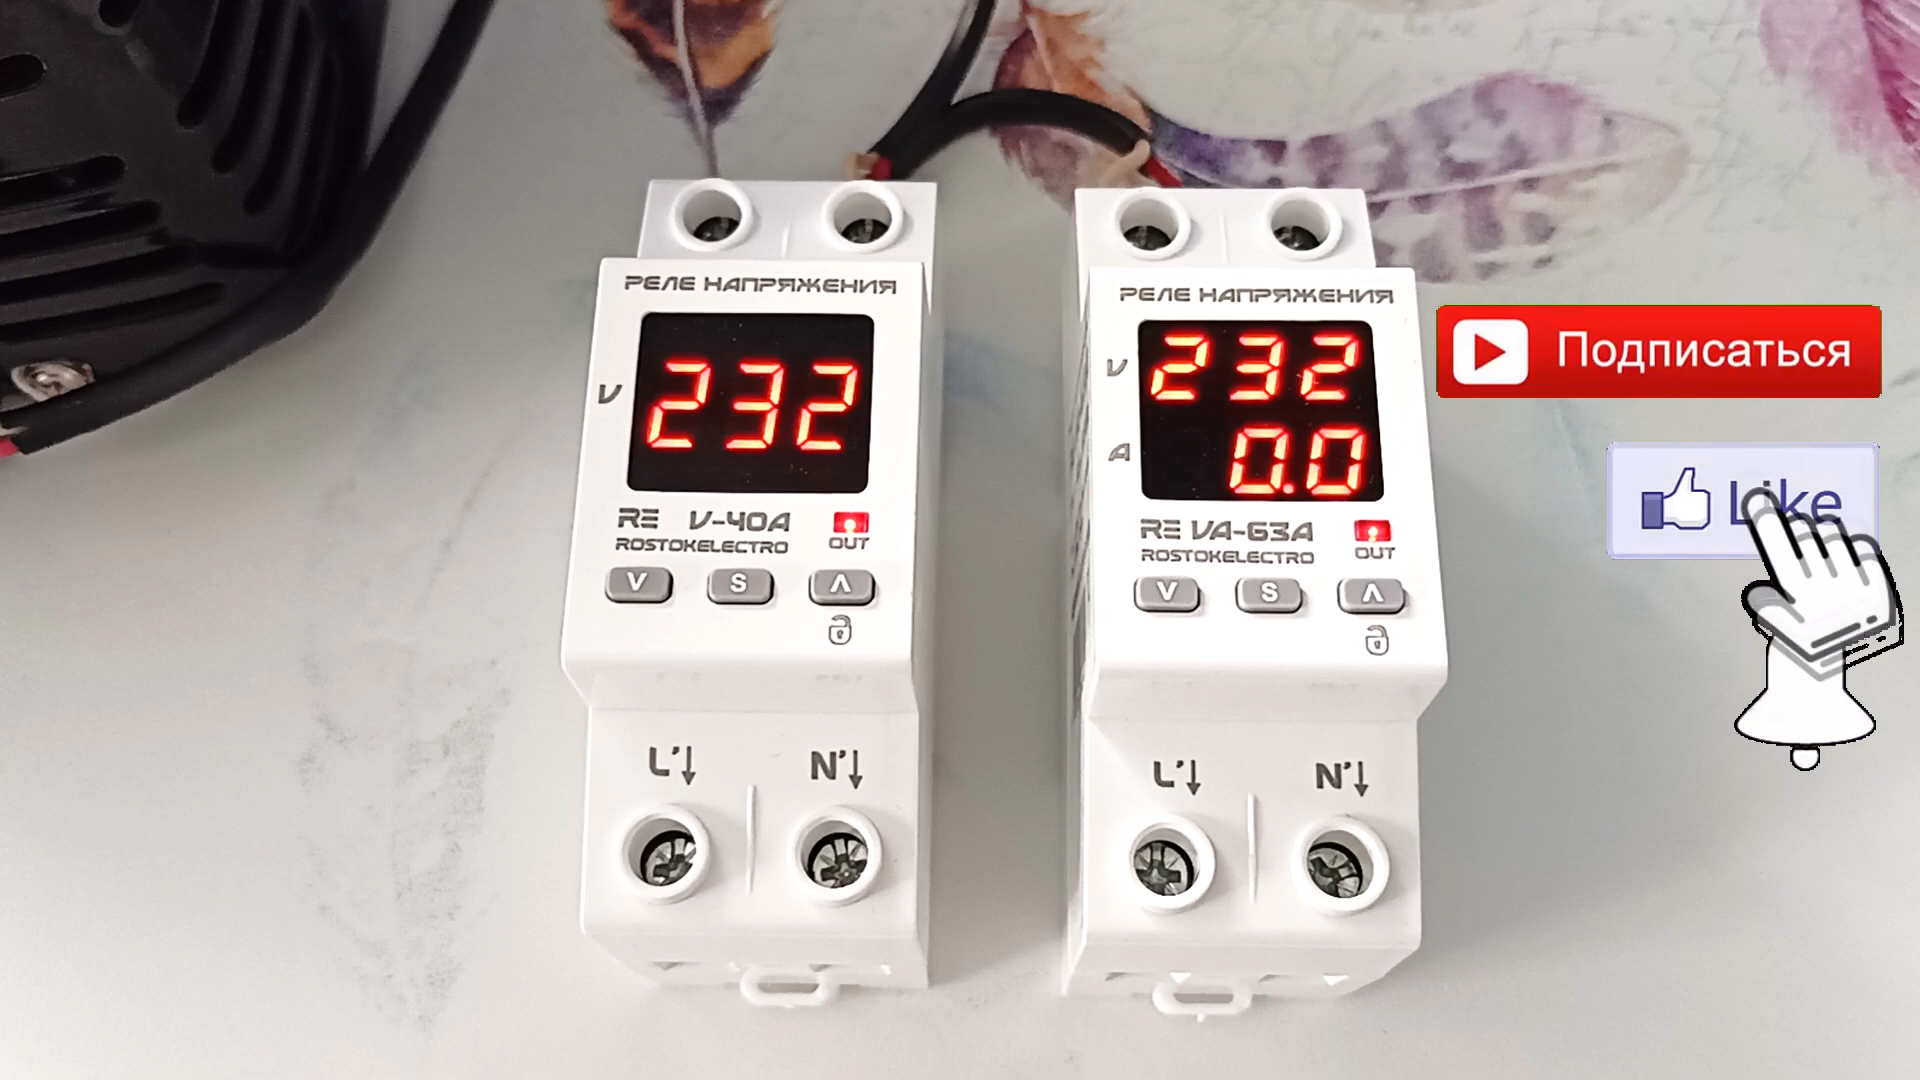 РЕЛЕ НАПРЯЖЕНИЯ
V
232
RE V-40A
ROSTOKELECTRO
OUT
V S Λ
L'↓ N'↓
РЕЛЕ НАПРЯЖЕНИЯ
V
232
A
0.0
RE VA-63A
ROSTOKELECTRO
OUT
V S Λ
L'↓ N'↓
Подписаться
Like